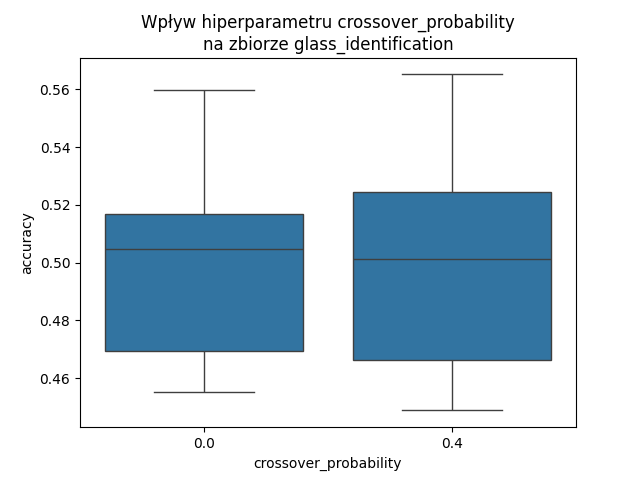 Wpływ hiperparametru crossover_probability
na zbiorze glass_identification
0.56
0.54
0.52
0.50
0.48
0.46
accuracy
0.0
0.4
crossover_probability